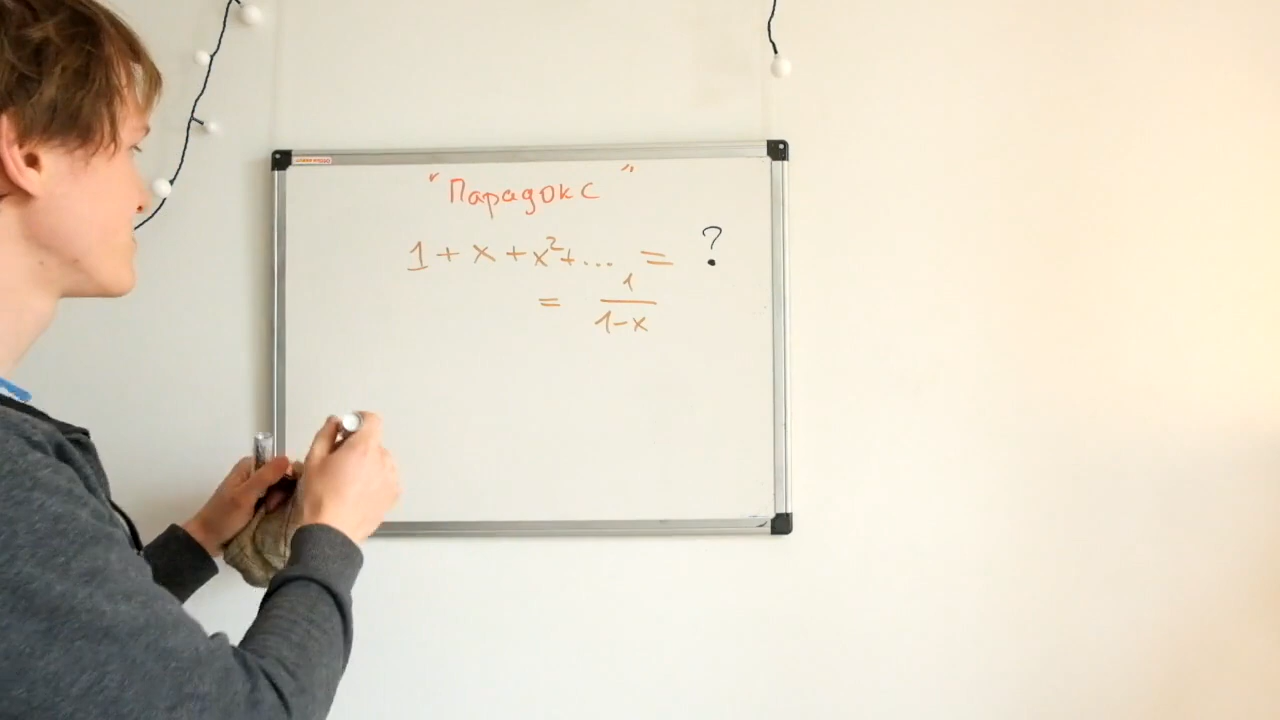 "Парадокс"
1 + x + x² + ... = ?
= 1/(1-x)